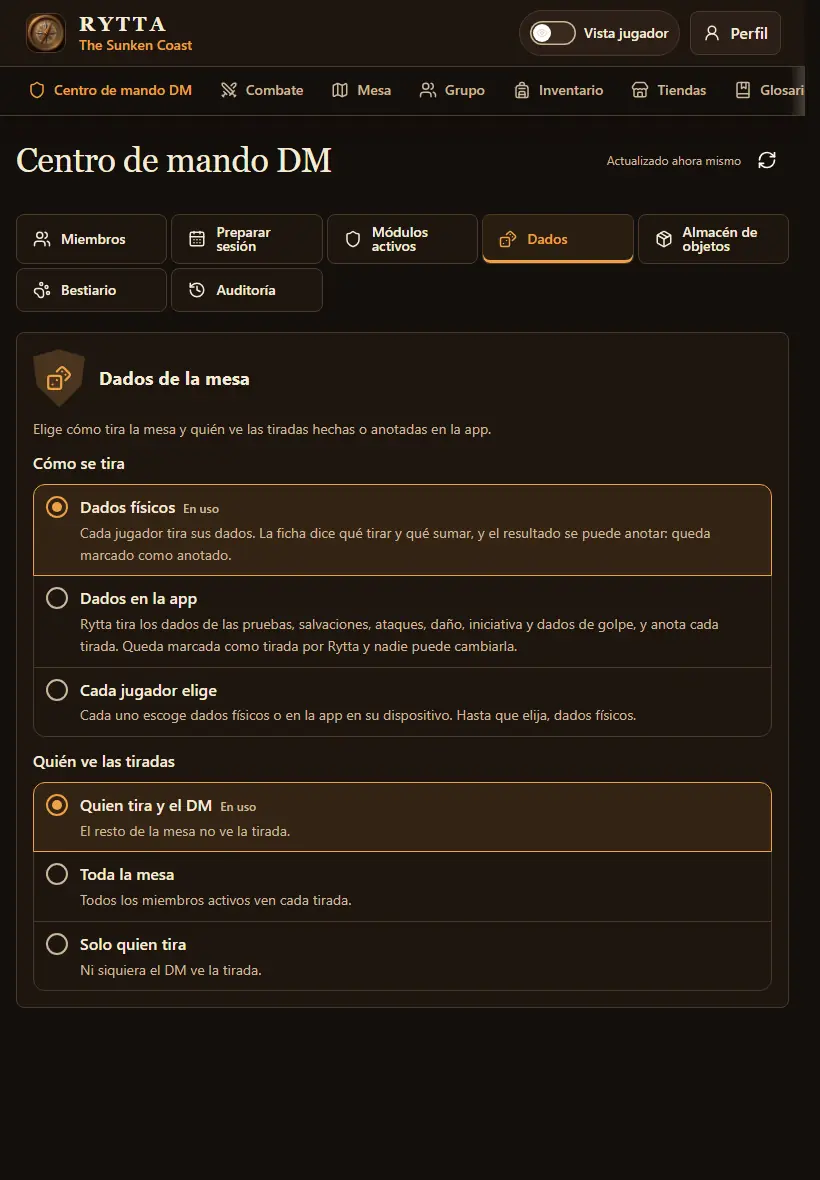 RYTTA
The Sunken Coast
Vista jugador
Perfil
Centro de mando DM
Combate
Mesa
Grupo
Inventario
Tiendas
Glosari
Centro de mando DM
Actualizado ahora mismo
Miembros
Preparar
sesión
Módulos
activos
Dados
Almacén de
objetos
Bestiario
Auditoría
Dados de la mesa
Elige cómo tira la mesa y quién ve las tiradas hechas o anotadas en la app.
Cómo se tira
Dados físicos En uso
Cada jugador tira sus dados. La ficha dice qué tirar y qué sumar, y el resultado se puede anotar: queda
marcado como anotado.
Dados en la app
Rytta tira los dados de las pruebas, salvaciones, ataques, daño, iniciativa y dados de golpe, y anota cada
tirada. Queda marcada como tirada por Rytta y nadie puede cambiarla.
Cada jugador elige
Cada uno escoge dados físicos o en la app en su dispositivo. Hasta que elija, dados físicos.
Quién ve las tiradas
Quien tira y el DM En uso
El resto de la mesa no ve la tirada.
Toda la mesa
Todos los miembros activos ven cada tirada.
Solo quien tira
Ni siquiera el DM ve la tirada.